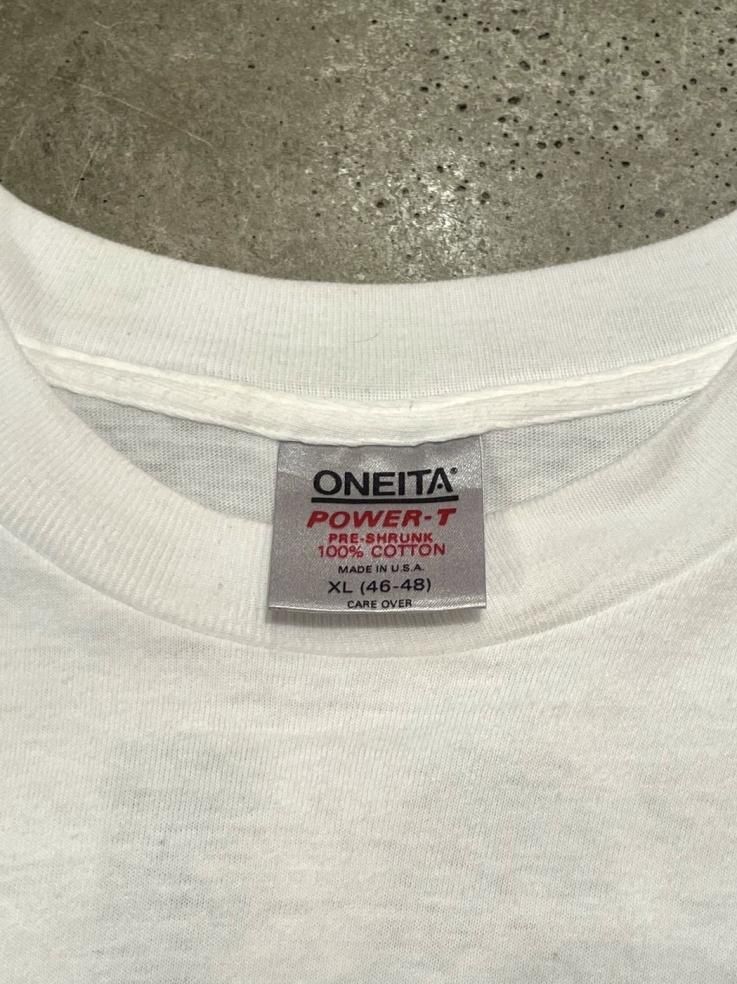 ONEITA®
POWER-T
PRE-SHRUNK
100% COTTON
MADE IN U.S.A.
XL (46-48)
CARE OVER